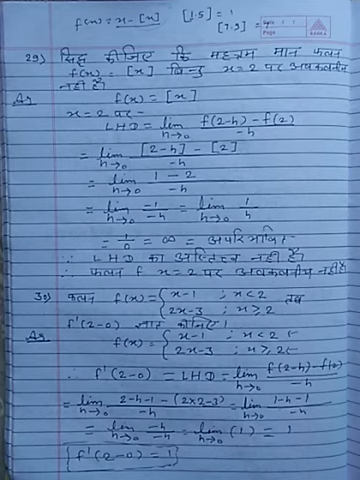 f(x) = x - [x]    [1.5] = 1
[7.9] =
29) सिद्ध कीजिए कि महत्तम मान फलन
f(x) = [x] बिन्दु x = 2 पर अवकलनीय
नहीं है।
f(x) = [x]
x = 2 पर -
LHD = lim h→0 f(2-h) - f(2) / -h
= lim h→0 [2-h] - [2] / -h
= lim h→0 1 - 2 / -h
= lim h→0 -1/-h = lim h→0 1/h
= 1/0 = ∞ = अपरिभाषित
∴ LHD का अस्तित्व नहीं है।
∴ फलन f x = 2 पर अवकलनीय नहीं है।
30) फलन f(x) = { x-1 ; x < 2 तब
2x-3 ; x ≥ 2
f'(2-0) ज्ञात कीजिए।
f(x) = { x-1 ; x < 2
2x-3 ; x ≥ 2
∴ f'(2-0) = LHD = lim h→0 f(2-h) - f(2) / -h
= lim h→0 2-h-1 - (2×2-3) / -h = lim h→0 1-h-1 / -h
= lim h→0 -h/-h = lim h→0 (1) = 1
[f'(2-0) = 1]